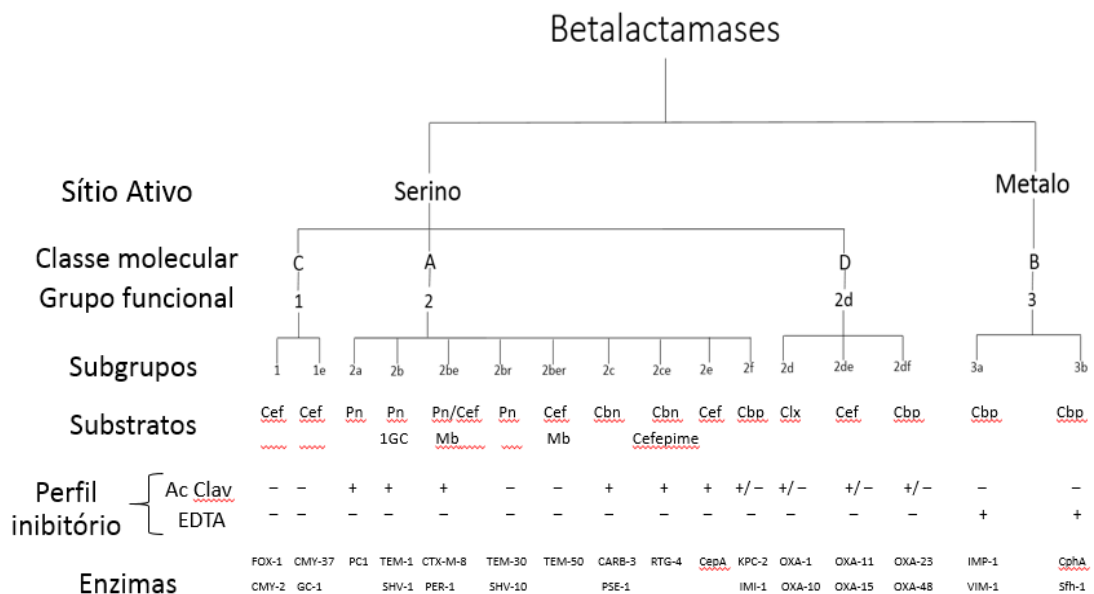 Betalactamases
Sítio Ativo Serino Metalo
Classe molecular C A D B
Grupo funcional 1 2 2d 3
Subgrupos 1 1e 2a 2b 2be 2br 2ber 2c 2ce 2e 2f 2d 2de 2df 3a 3b
Substratos Cef Cef Pn Pn Pn/Cef Pn Cef Cbn Cbn Cef Cbp Clx Cef Cbp Cbp Cbp
1GC Mb Mb Cefepime
Perfil inibitório
Ac Clav – – + + + – – + + + +/– +/– +/– +/– – –
EDTA – – – – – – – – – – – – – – + +
Enzimas
FOX-1 CMY-37 PC1 TEM-1 CTX-M-8 TEM-30 TEM-50 CARB-3 RTG-4 CepA KPC-2 OXA-1 OXA-11 OXA-23 IMP-1 CphA
CMY-2 GC-1 SHV-1 PER-1 SHV-10 PSE-1 IMI-1 OXA-10 OXA-15 OXA-48 VIM-1 Sfh-1